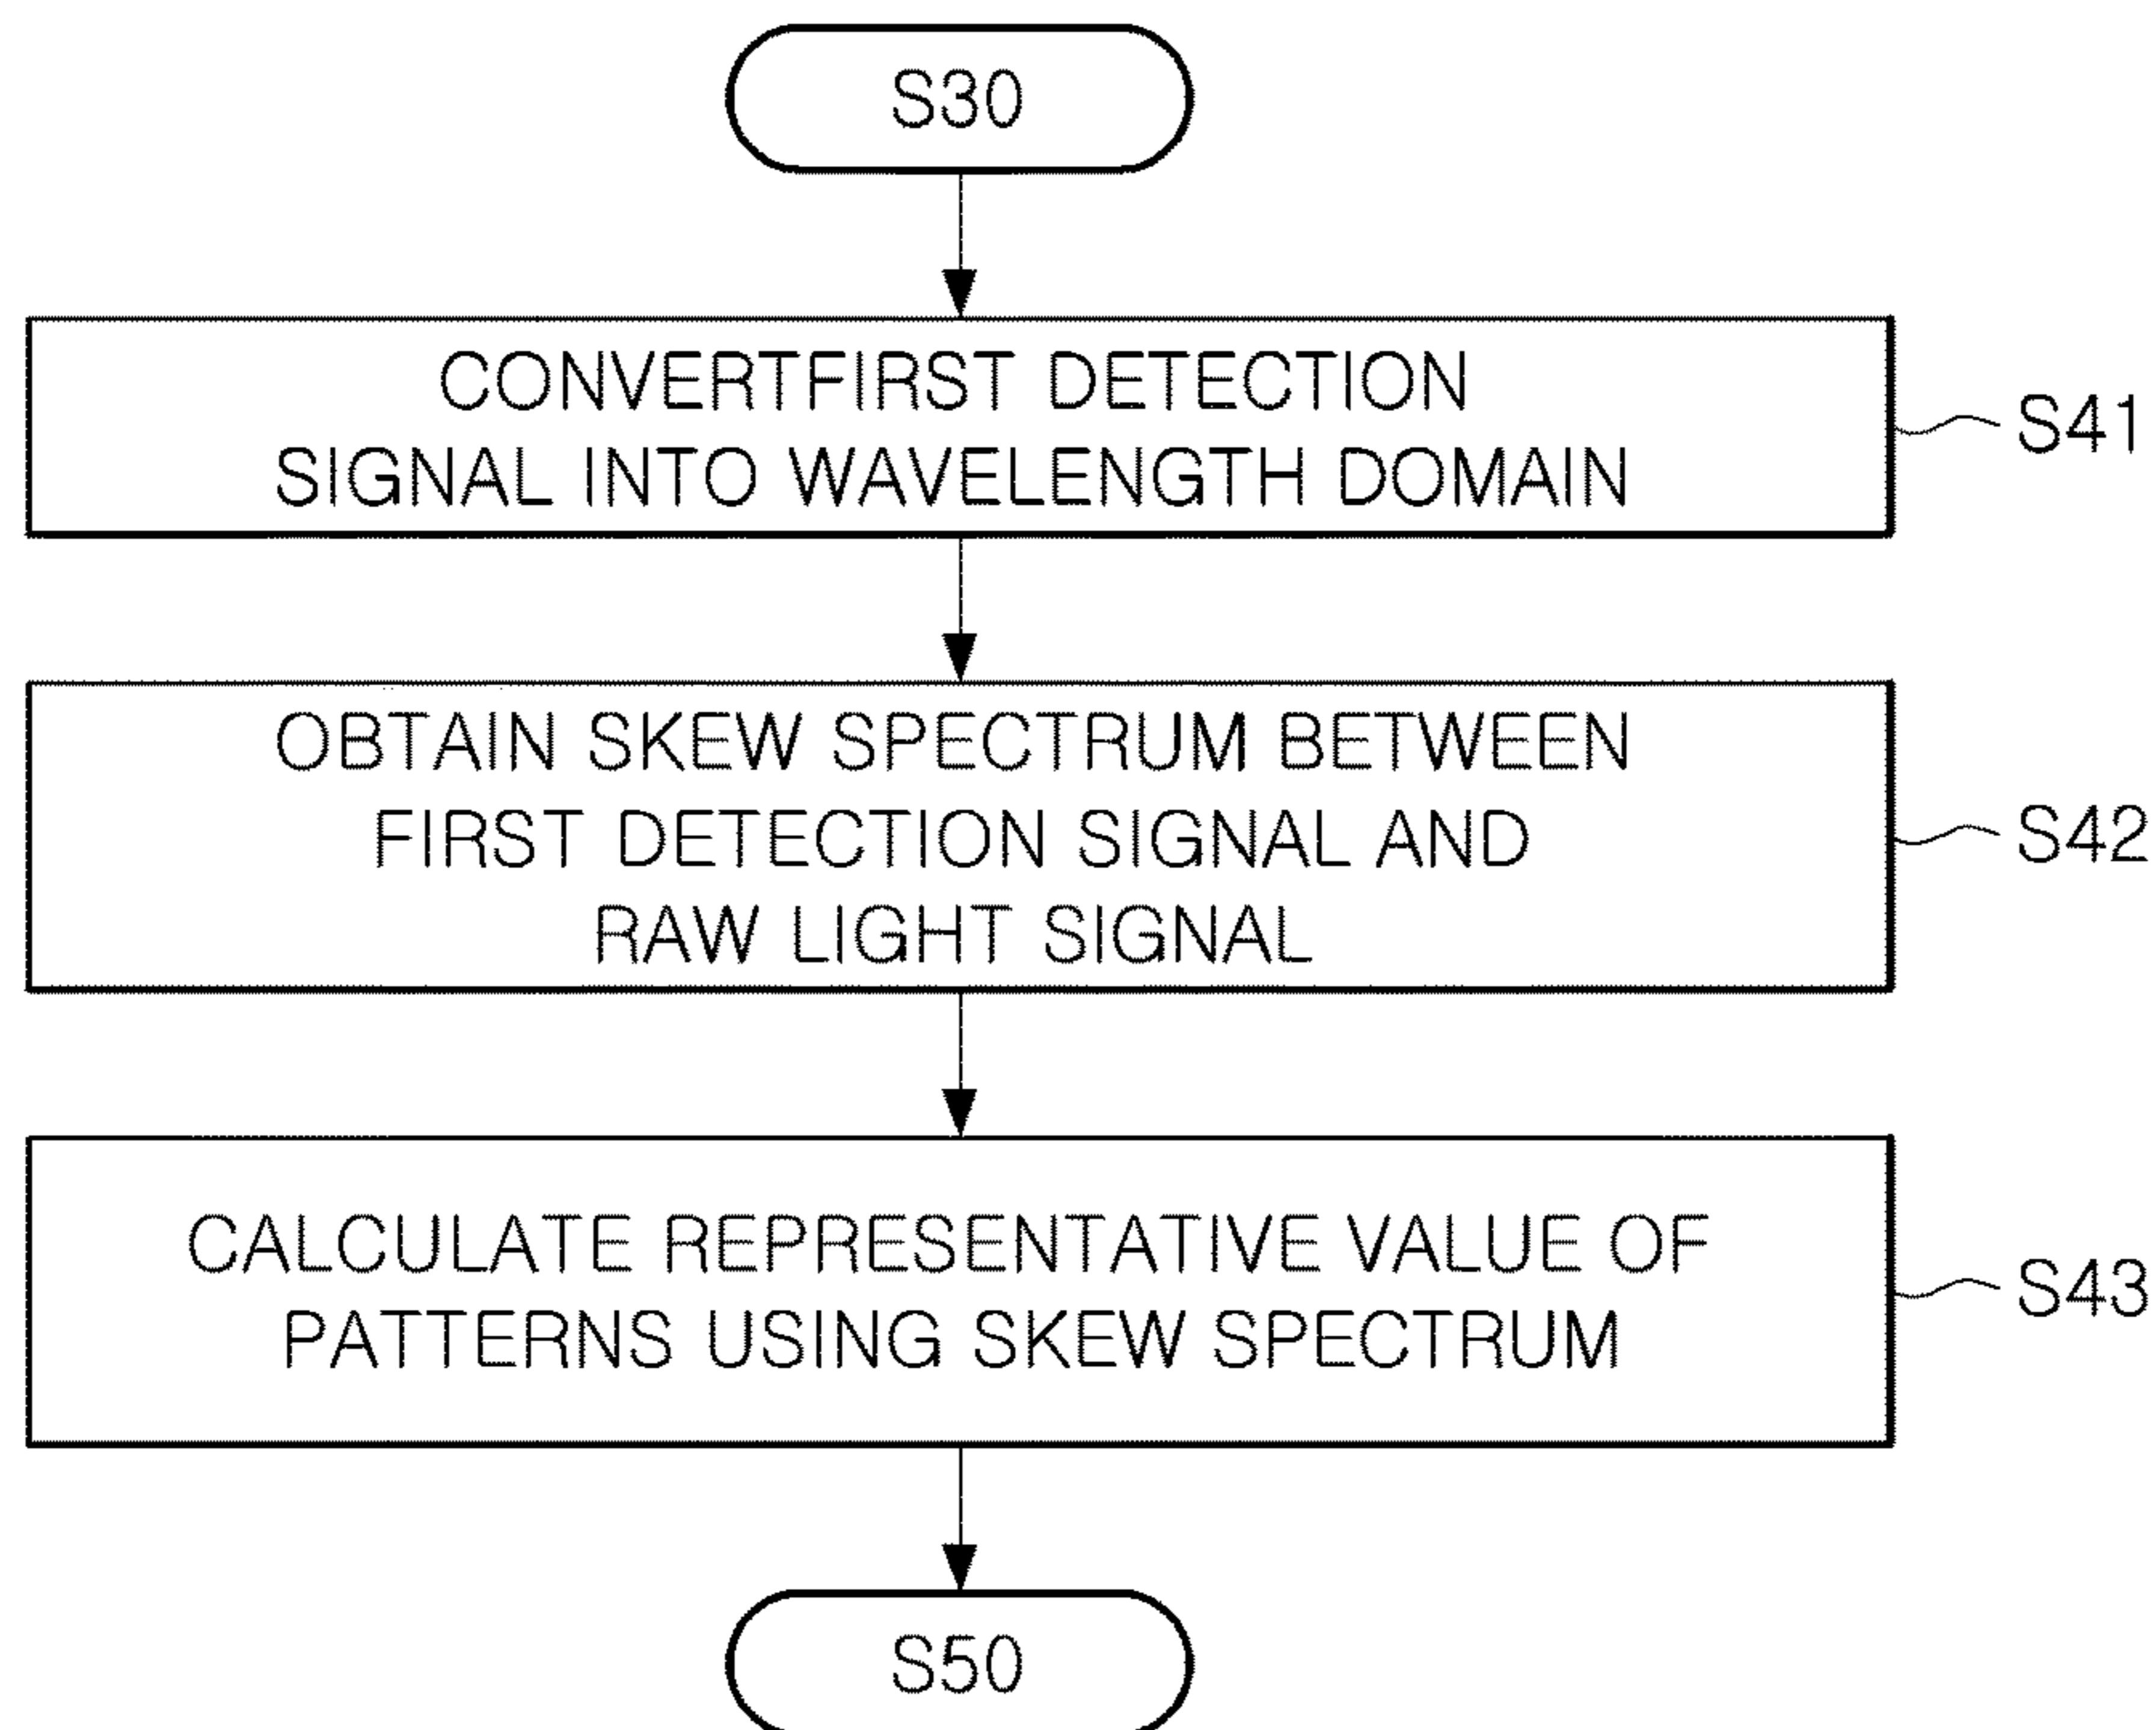 S30
CONVERTFIRST DETECTION
SIGNAL INTO WAVELENGTH DOMAIN
S41
OBTAIN SKEW SPECTRUM BETWEEN
FIRST DETECTION SIGNAL AND
RAW LIGHT SIGNAL
S42
CALCULATE REPRESENTATIVE VALUE OF
PATTERNS USING SKEW SPECTRUM
S43
S50